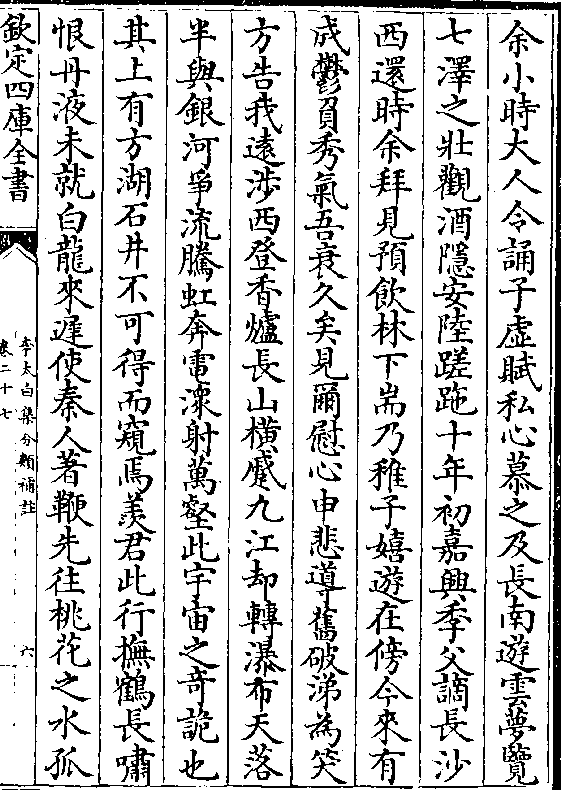 余小時大人令誦子虛賦私心慕之及長南遊雲夢覽
七澤之壯觀酒隱安陸蹉跎十年初嘉興季父謫長沙
西還時余拜見預飲林下耑乃稚子嬉遊在傍今來有
成鬱負秀氣吾衰久矣見爾慰心申悲道舊破涕為笑
方告我遠涉西登香爐長山橫蹙九江却轉瀑布天落
半與銀河爭流騰虹奔電潨射萬壑此宇宙之奇詭也
其上有方湖石井不可得而窺焉羨君此行撫鶴長嘯
恨丹液未就白龍來遲使秦人著鞭先往桃花之水孤
欽定四庫全書
李太白集分類補註
卷二十七
六